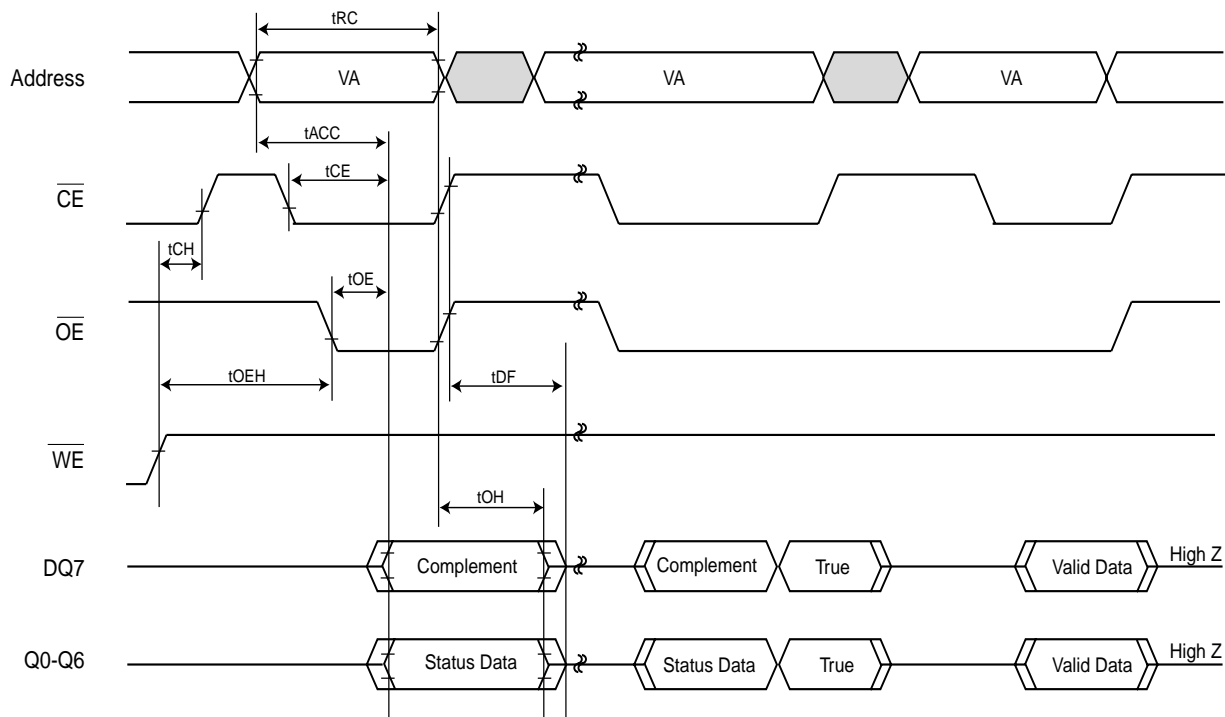 tRC
Address VA VA VA
tACC
tCE
CE
tCH
tOE
OE
tOEH tDF
WE
tOH
DQ7 Complement Complement True Valid Data High Z
Q0-Q6 Status Data Status Data True Valid Data High Z